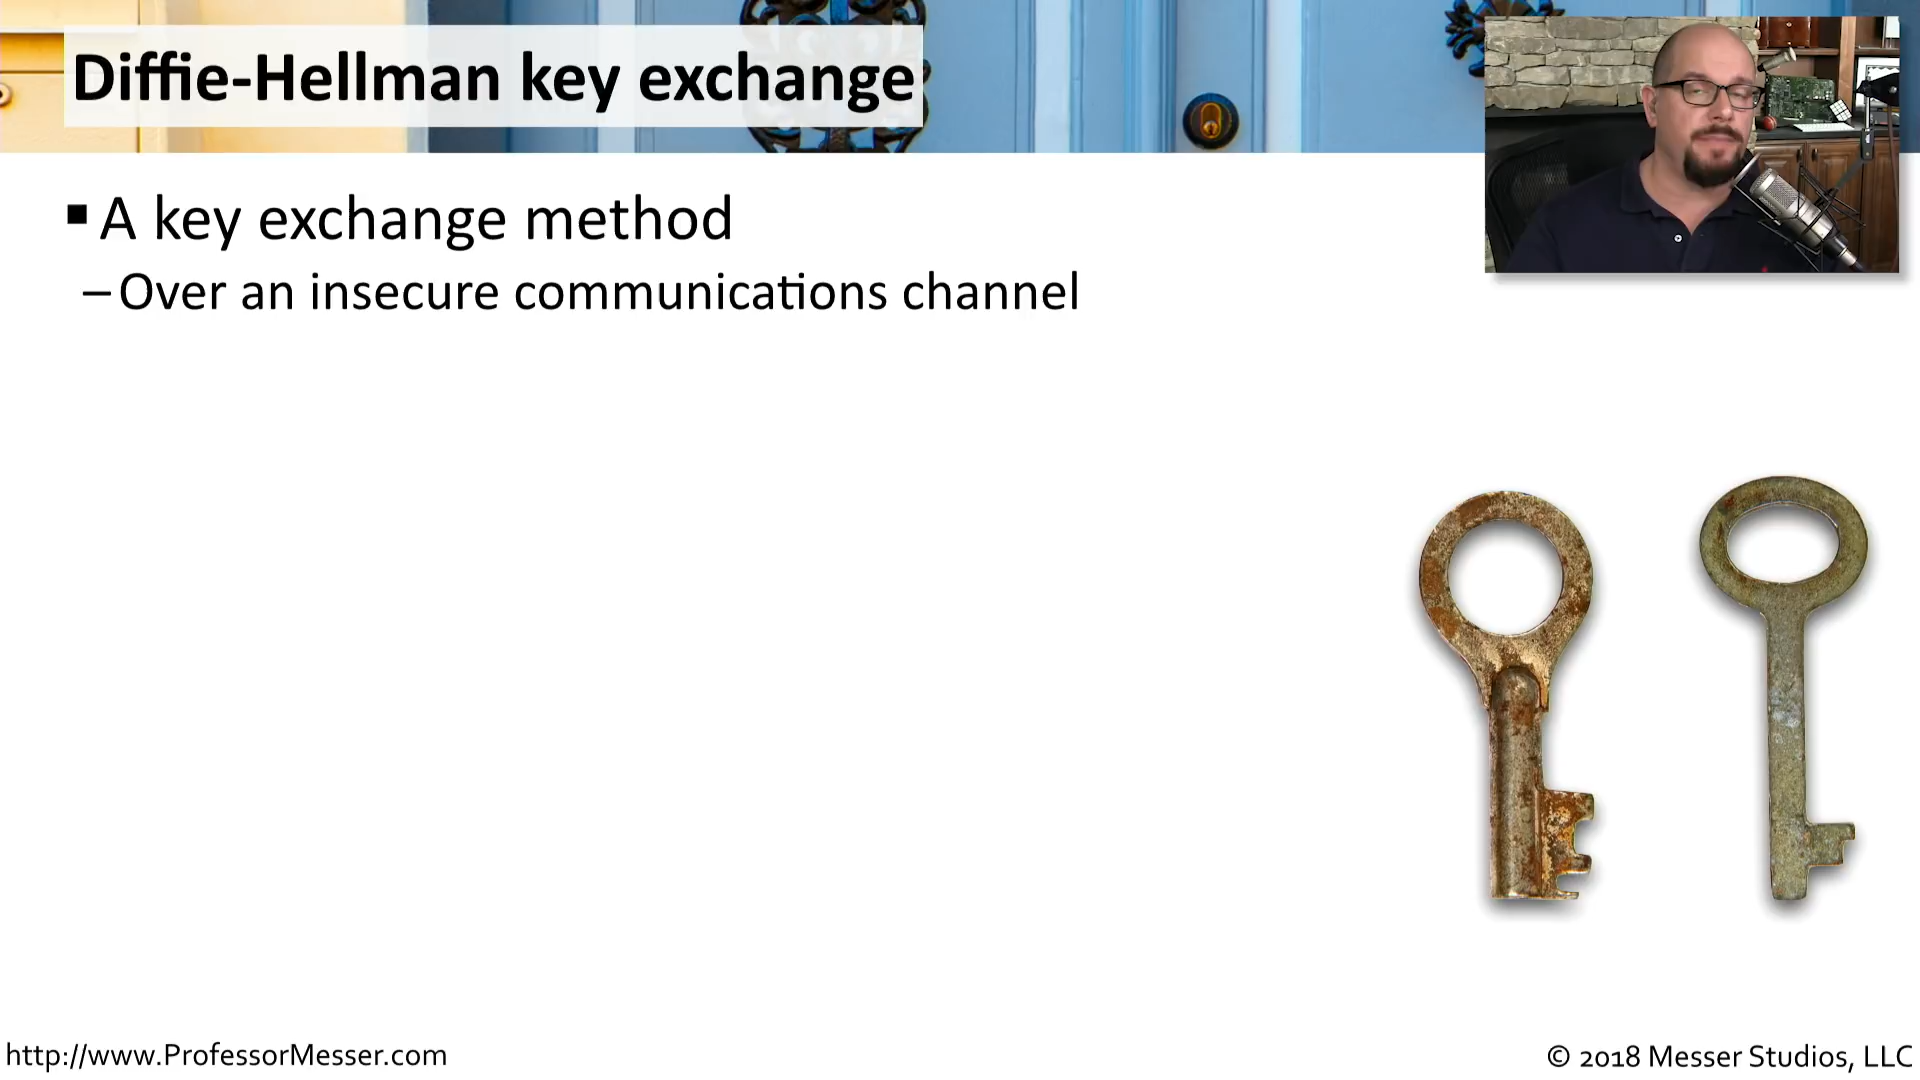 Diffie-Hellman key exchange
▪ A key exchange method
– Over an insecure communications channel
http://www.ProfessorMesser.com
© 2018 Messer Studios, LLC